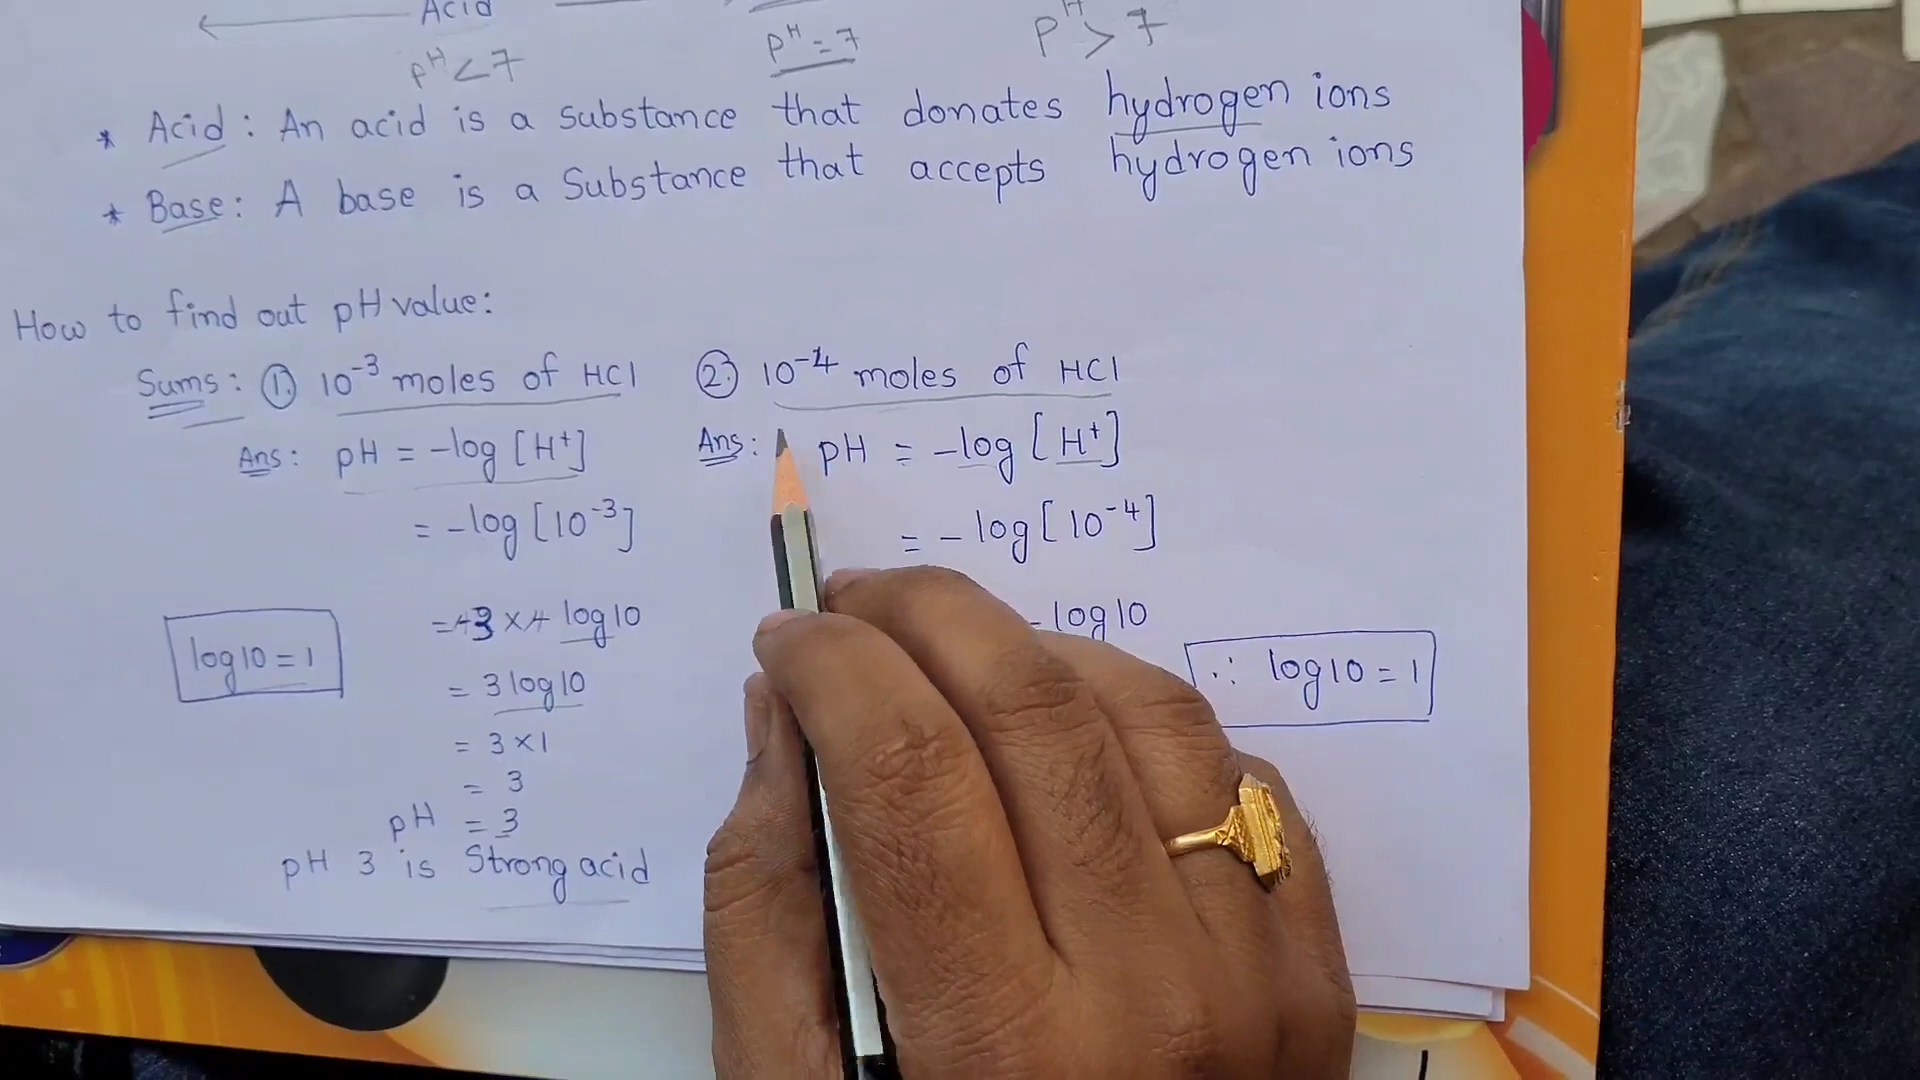 Acid
pH < 7
pH = 7
pH > 7
* Acid : An acid is a substance that donates hydrogen ions
* Base: A base is a Substance that accepts hydrogen ions
How to find out pH value:
Sums: ① 10⁻³ moles of HCl
Ans: pH = -log [H⁺]
= -log [10⁻³]
log10 = 1
= 3 log10
= 3 × 1
= 3
pH = 3
pH 3 is Strong acid
② 10⁻⁴ moles of HCl
Ans: pH = -log [H⁺]
= - log [10⁻⁴]
log10
∵ log10 = 1